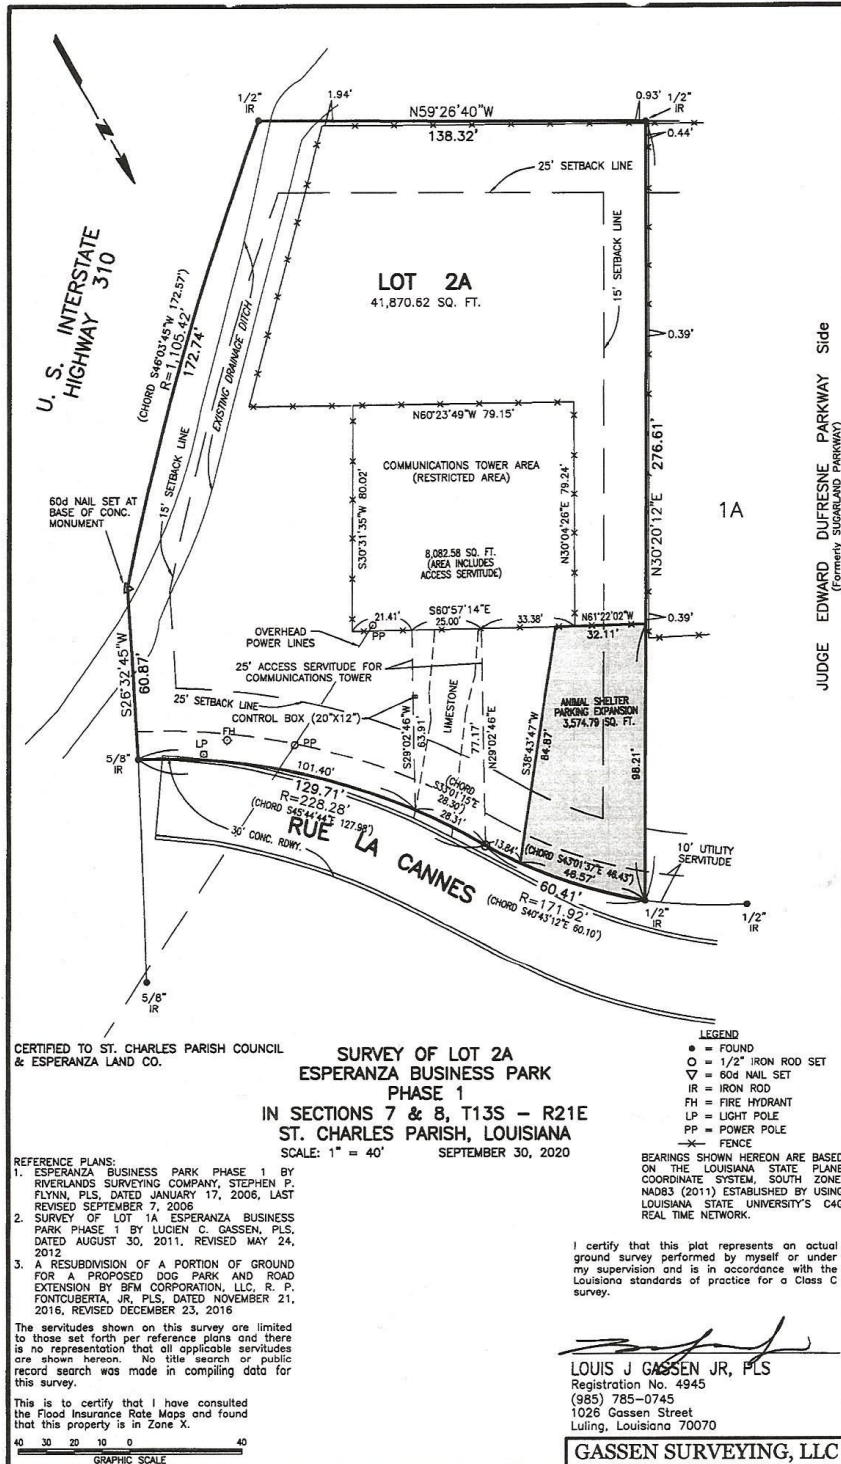 1/2"
IR
1.94'
N59°26'40"W
138.32'
0.93'
1/2"
IR
0.44'
25' SETBACK LINE
15' SETBACK LINE
U. S. INTERSTATE
HIGHWAY 310
(CHORD S46°03'45"W 172.57')
R=1,105.42'
172.74'
EXISTING DRAINAGE DITCH
LOT 2A
41,870.62 SQ. FT.
0.39'
N60°23'49"W 79.15'
15' SETBACK LINE
60d NAIL SET AT
BASE OF CONC.
MONUMENT
S30°31'35"W 80.02'
COMMUNICATIONS TOWER AREA
(RESTRICTED AREA)
8,082.58 SQ. FT.
(AREA INCLUDES
ACCESS SERVITUDE)
N30°04'26"E 79.24'
N30°20'12"E 276.61'
1A
JUDGE EDWARD DUFRESNE PARKWAY Side
(Formerly SUGARLAND PARKWAY)
S26°32'45"W
60.87'
OVERHEAD
POWER LINES
21.41'
PP
S60°57'14"E
25.00'
33.38'
N61°22'02"W
32.11'
0.39'
25' ACCESS SERVITUDE FOR
COMMUNICATIONS TOWER
25' SETBACK LINE
CONTROL BOX (20"X12")
S29°02'46"W
63.91'
LIMESTONE
77.17'
N29°02'46"E
S38°43'47"W
84.87'
ANIMAL SHELTER
PARKING EXPANSION
3,574.79 SQ. FT.
98.21'
FH
LP
PP
5/8"
IR
101.40'
129.71'
R=228.28'
(CHORD S45°44'44"E 127.98')
(CHORD
S33°01'15"E
28.30')
28.31'
30' CONC. RDWY.
RUE LA CANNES
13.84'
(CHORD S43°01'37"E 46.43')
46.57'
60.41'
R=171.92'
(CHORD S40°43'12"E 60.10')
10' UTILITY
SERVITUDE
1/2"
IR
1/2"
IR
5/8"
IR
CERTIFIED TO ST. CHARLES PARISH COUNCIL
& ESPERANZA LAND CO.
SURVEY OF LOT 2A
ESPERANZA BUSINESS PARK
PHASE 1
IN SECTIONS 7 & 8, T13S - R21E
ST. CHARLES PARISH, LOUISIANA
SCALE: 1" = 40' SEPTEMBER 30, 2020
LEGEND
= FOUND
= 1/2" IRON ROD SET
= 60d NAIL SET
IR = IRON ROD
FH = FIRE HYDRANT
LP = LIGHT POLE
PP = POWER POLE
= FENCE
BEARINGS SHOWN HEREON ARE BASED
ON THE LOUISIANA STATE PLANE
COORDINATE SYSTEM, SOUTH ZONE
NAD83 (2011) ESTABLISHED BY USING
LOUISIANA STATE UNIVERSITY'S C4G
REAL TIME NETWORK.
REFERENCE PLANS:
1. ESPERANZA BUSINESS PARK PHASE 1 BY
RIVERLANDS SURVEYING COMPANY, STEPHEN P.
FLYNN, PLS, DATED JANUARY 17, 2006, LAST
REVISED SEPTEMBER 7, 2006
2. SURVEY OF LOT 1A ESPERANZA BUSINESS
PARK PHASE 1 BY LUCIEN C. GASSEN, PLS,
DATED AUGUST 30, 2011, REVISED MAY 24,
2012
3. A RESUBDIVISION OF A PORTION OF GROUND
FOR A PROPOSED DOG PARK AND ROAD
EXTENSION BY BFM CORPORATION, LLC, R. P.
FONTCUBERTA, JR, PLS, DATED NOVEMBER 21,
2016, REVISED DECEMBER 23, 2016
The servitudes shown on this survey are limited
to those set forth per reference plans and there
is no representation that all applicable servitudes
are shown hereon. No title search or public
record search was made in compiling data for
this survey.
This is to certify that I have consulted
the Flood Insurance Rate Maps and found
that this property is in Zone X.
40 30 20 10 0 40
GRAPHIC SCALE
I certify that this plat represents an actual
ground survey performed by myself or under
my supervision and is in accordance with the
Louisiana standards of practice for a Class C
survey.
LOUIS J GASSEN JR, PLS
Registration No. 4945
(985) 785-0745
1026 Gassen Street
Luling, Louisiana 70070
GASSEN SURVEYING, LLC